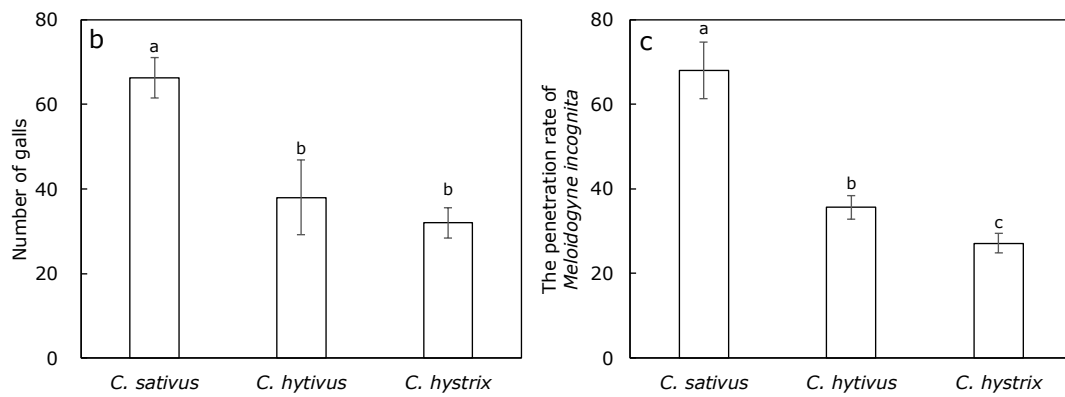 b
Number of galls
80
60
40
20
0
a
b
b
C. sativus
C. hytivus
C. hystrix
c
The penetration rate of
Meloidogyne incognita
80
60
40
20
0
a
b
c
C. sativus
C. hytivus
C. hystrix